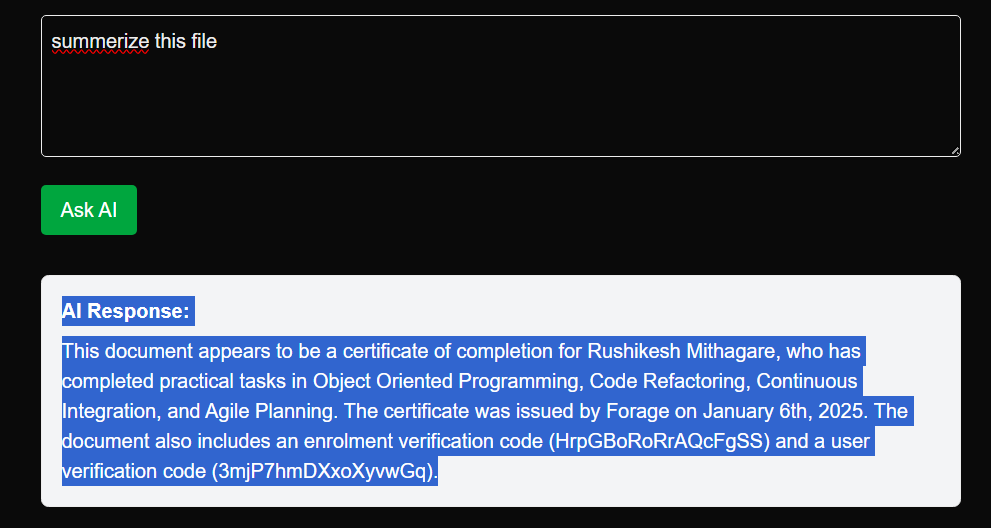 summerize this file
Ask AI
AI Response:
This document appears to be a certificate of completion for Rushikesh Mithagare, who has
completed practical tasks in Object Oriented Programming, Code Refactoring, Continuous
Integration, and Agile Planning. The certificate was issued by Forage on January 6th, 2025. The
document also includes an enrolment verification code (HrpGBoRoRrAQcFgSS) and a user
verification code (3mjP7hmDXxoXyvwGq).